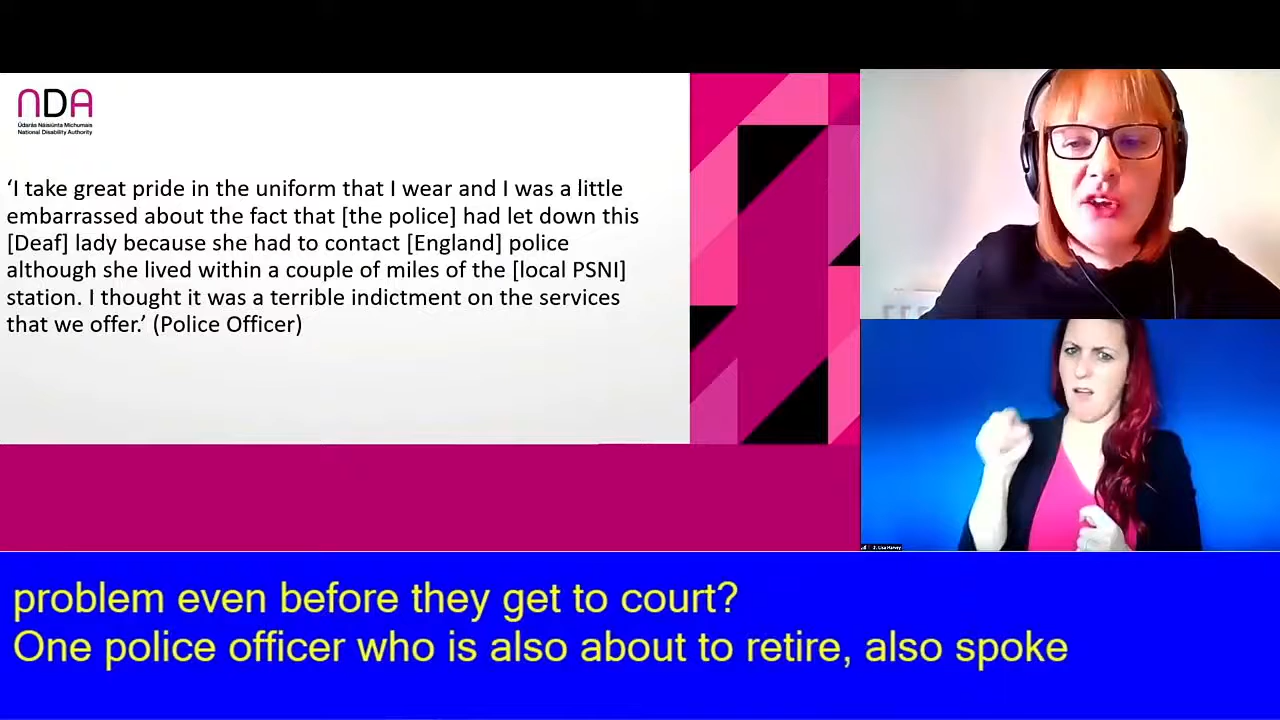 NDA
Údarás Náisiúnta Míchumais
National Disability Authority
‘I take great pride in the uniform that I wear and I was a little
embarrassed about the fact that [the police] had let down this
[Deaf] lady because she had to contact [England] police
although she lived within a couple of miles of the [local PSNI]
station. I thought it was a terrible indictment on the services
that we offer.’ (Police Officer)
2. Lisa Harvey
problem even before they get to court?
One police officer who is also about to retire, also spoke